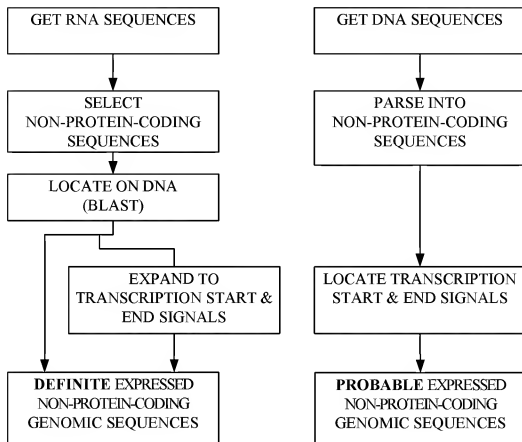 GET RNA SEQUENCES
SELECT
NON-PROTEIN-CODING
SEQUENCES
LOCATE ON DNA
(BLAST)
EXPAND TO
TRANSCRIPTION START &
END SIGNALS
DEFINITE EXPRESSED
NON-PROTEIN-CODING
GENOMIC SEQUENCES
GET DNA SEQUENCES
PARSE INTO
NON-PROTEIN-CODING
SEQUENCES
LOCATE TRANSCRIPTION
START & END SIGNALS
PROBABLE EXPRESSED
NON-PROTEIN-CODING
GENOMIC SEQUENCES